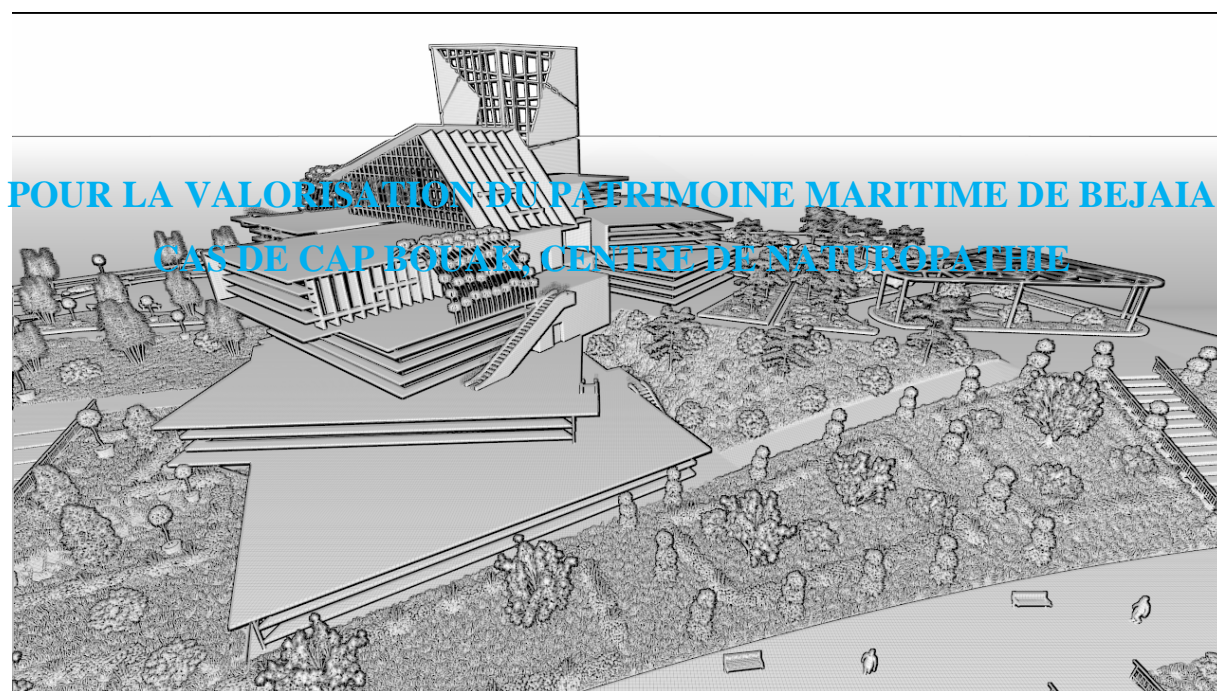 POUR LA VALORISATION DU PATRIMOINE MARITIME DE BEJAIA
CAS DE CAP BOUAK, CENTRE DE NATUROPATHIE